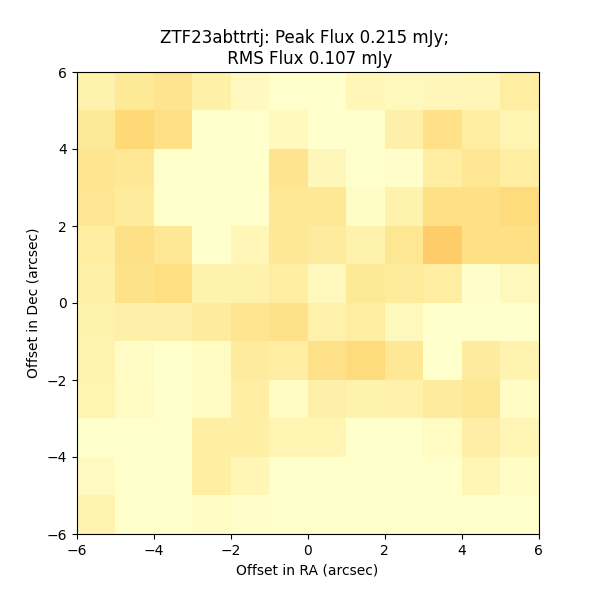 ZTF23abttrtj: Peak Flux 0.215 mJy;
RMS Flux 0.107 mJy
6
4
2
0
−2
−4
−6
Offset in Dec (arcsec)
−6 −4 −2 0 2 4 6
Offset in RA (arcsec)